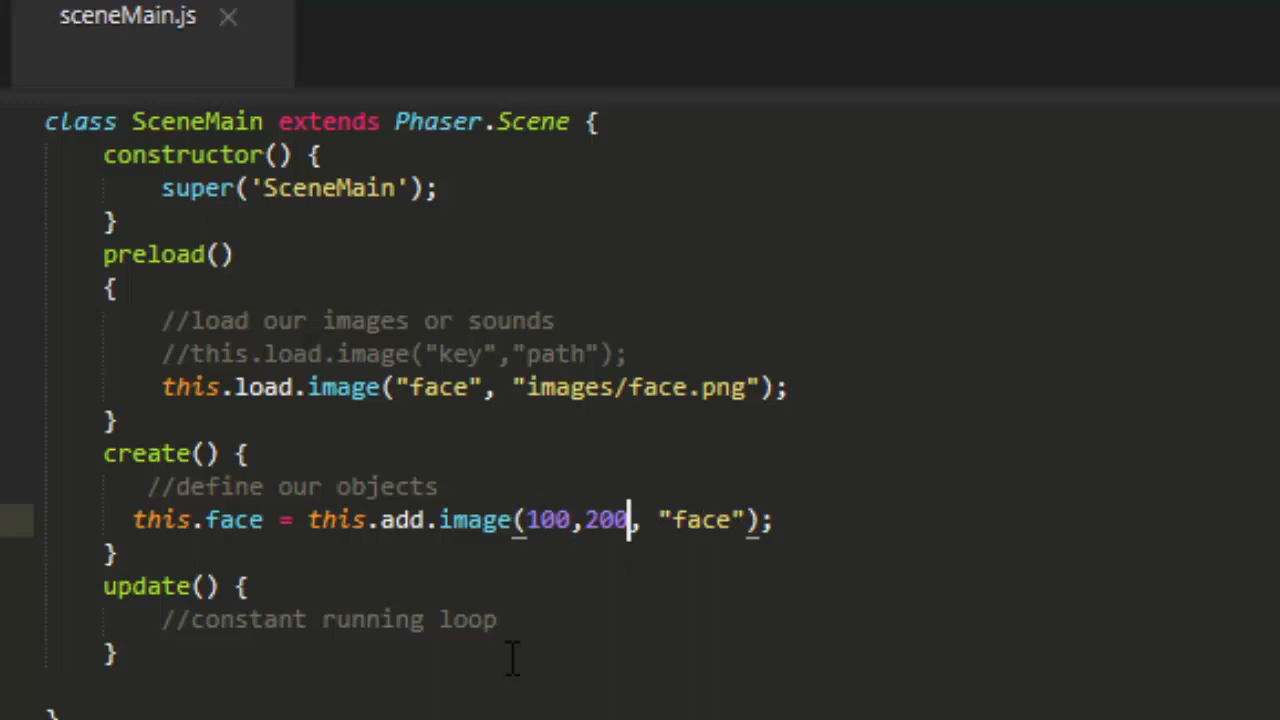 sceneMain.js ×
class SceneMain extends Phaser.Scene {
constructor() {
super('SceneMain');
}
preload()
{
//load our images or sounds
//this.load.image("key","path");
this.load.image("face", "images/face.png");
}
create() {
//define our objects
this.face = this.add.image(100,200, "face");
}
update() {
//constant running loop
}
}